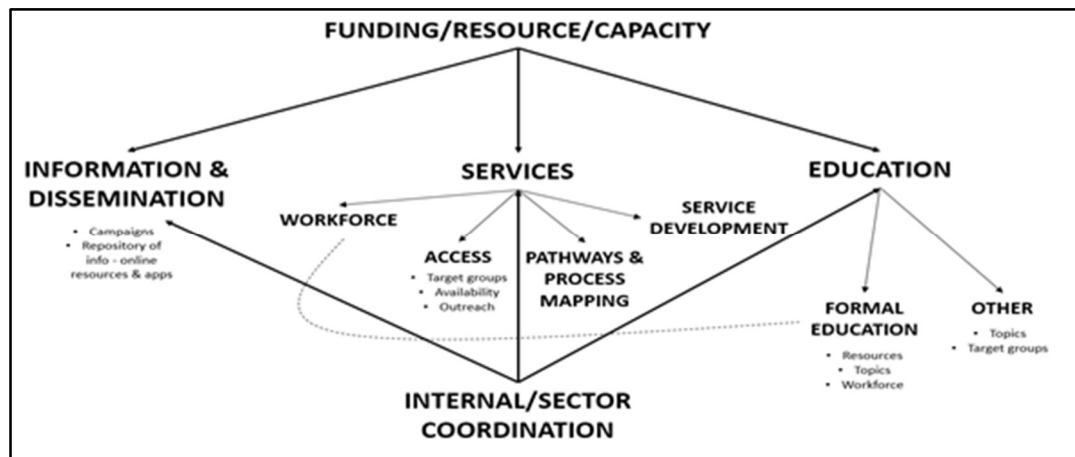 FUNDING/RESOURCE/CAPACITY
INFORMATION &
DISSEMINATION
• Campaigns
• Repository of
info - online
resources & apps
SERVICES
WORKFORCE
ACCESS
• Target groups
• Availability
• Outreach
PATHWAYS &
PROCESS
MAPPING
SERVICE
DEVELOPMENT
EDUCATION
FORMAL
EDUCATION
• Resources
• Topics
• Workforce
OTHER
• Topics
• Target groups
INTERNAL/SECTOR
COORDINATION